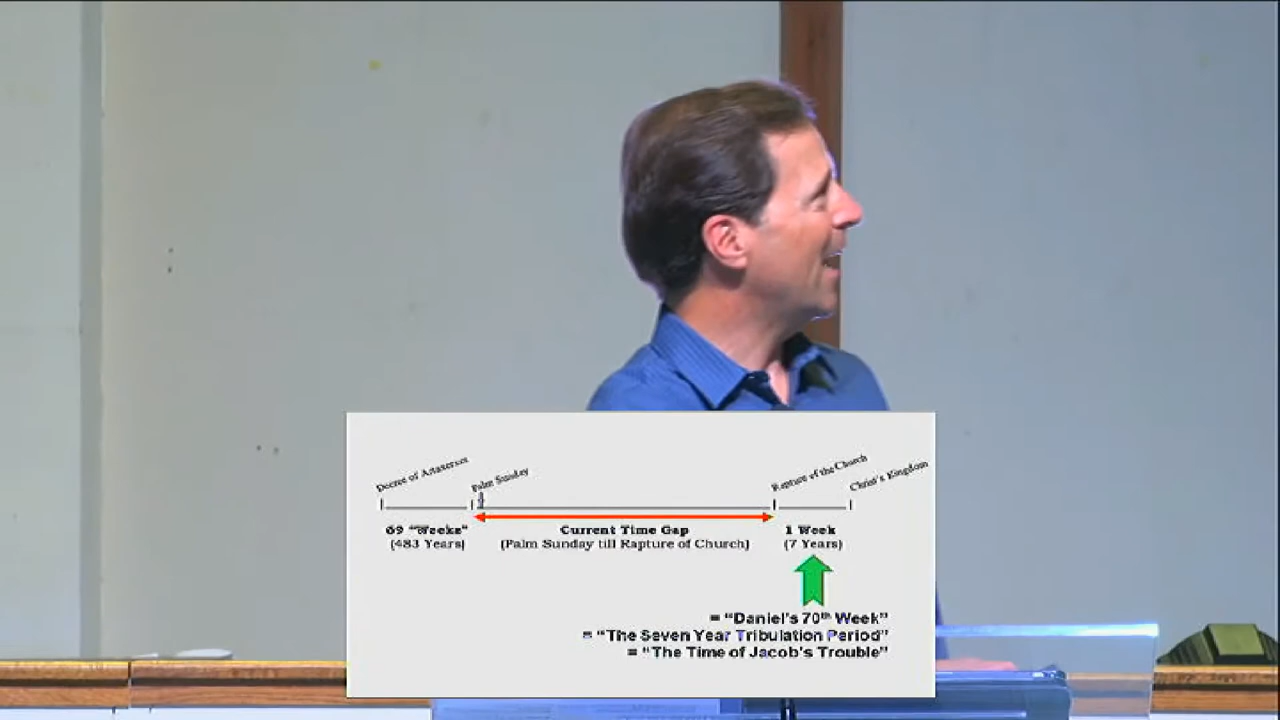 Decree of Artaxerxes
Palm Sunday
Rapture of the Church
Christ's Kingdom
69 "Weeks"
(483 Years)
Current Time Gap
(Palm Sunday till Rapture of Church)
1 Week
(7 Years)
= "Daniel's 70th Week"
= "The Seven Year Tribulation Period"
= "The Time of Jacob's Trouble"